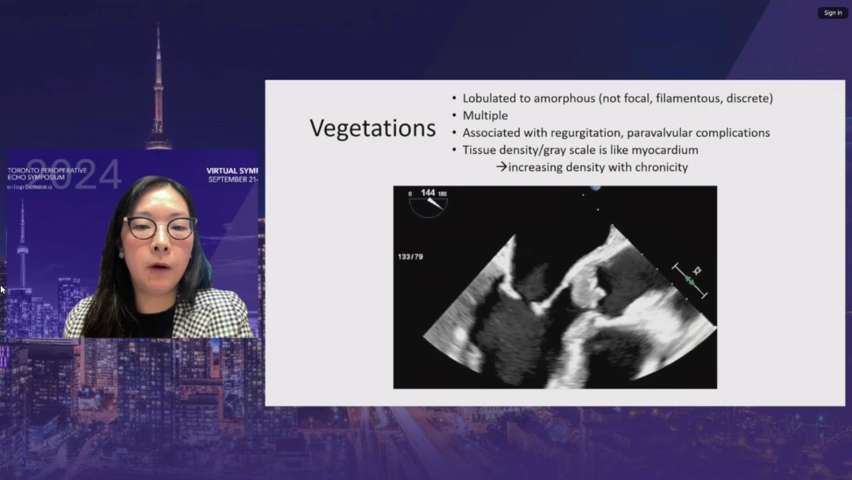 Sign in
Vegetations
• Lobulated to amorphous (not focal, filamentous, discrete)
• Multiple
• Associated with regurgitation, paravalvular complications
• Tissue density/gray scale is like myocardium
→increasing density with chronicity
0 144 180
133/79
2024
TORONTO PERIOPERATIVE
ECHO SYMPOSIUM
VIRTUAL SYMP
SEPTEMBER 21-